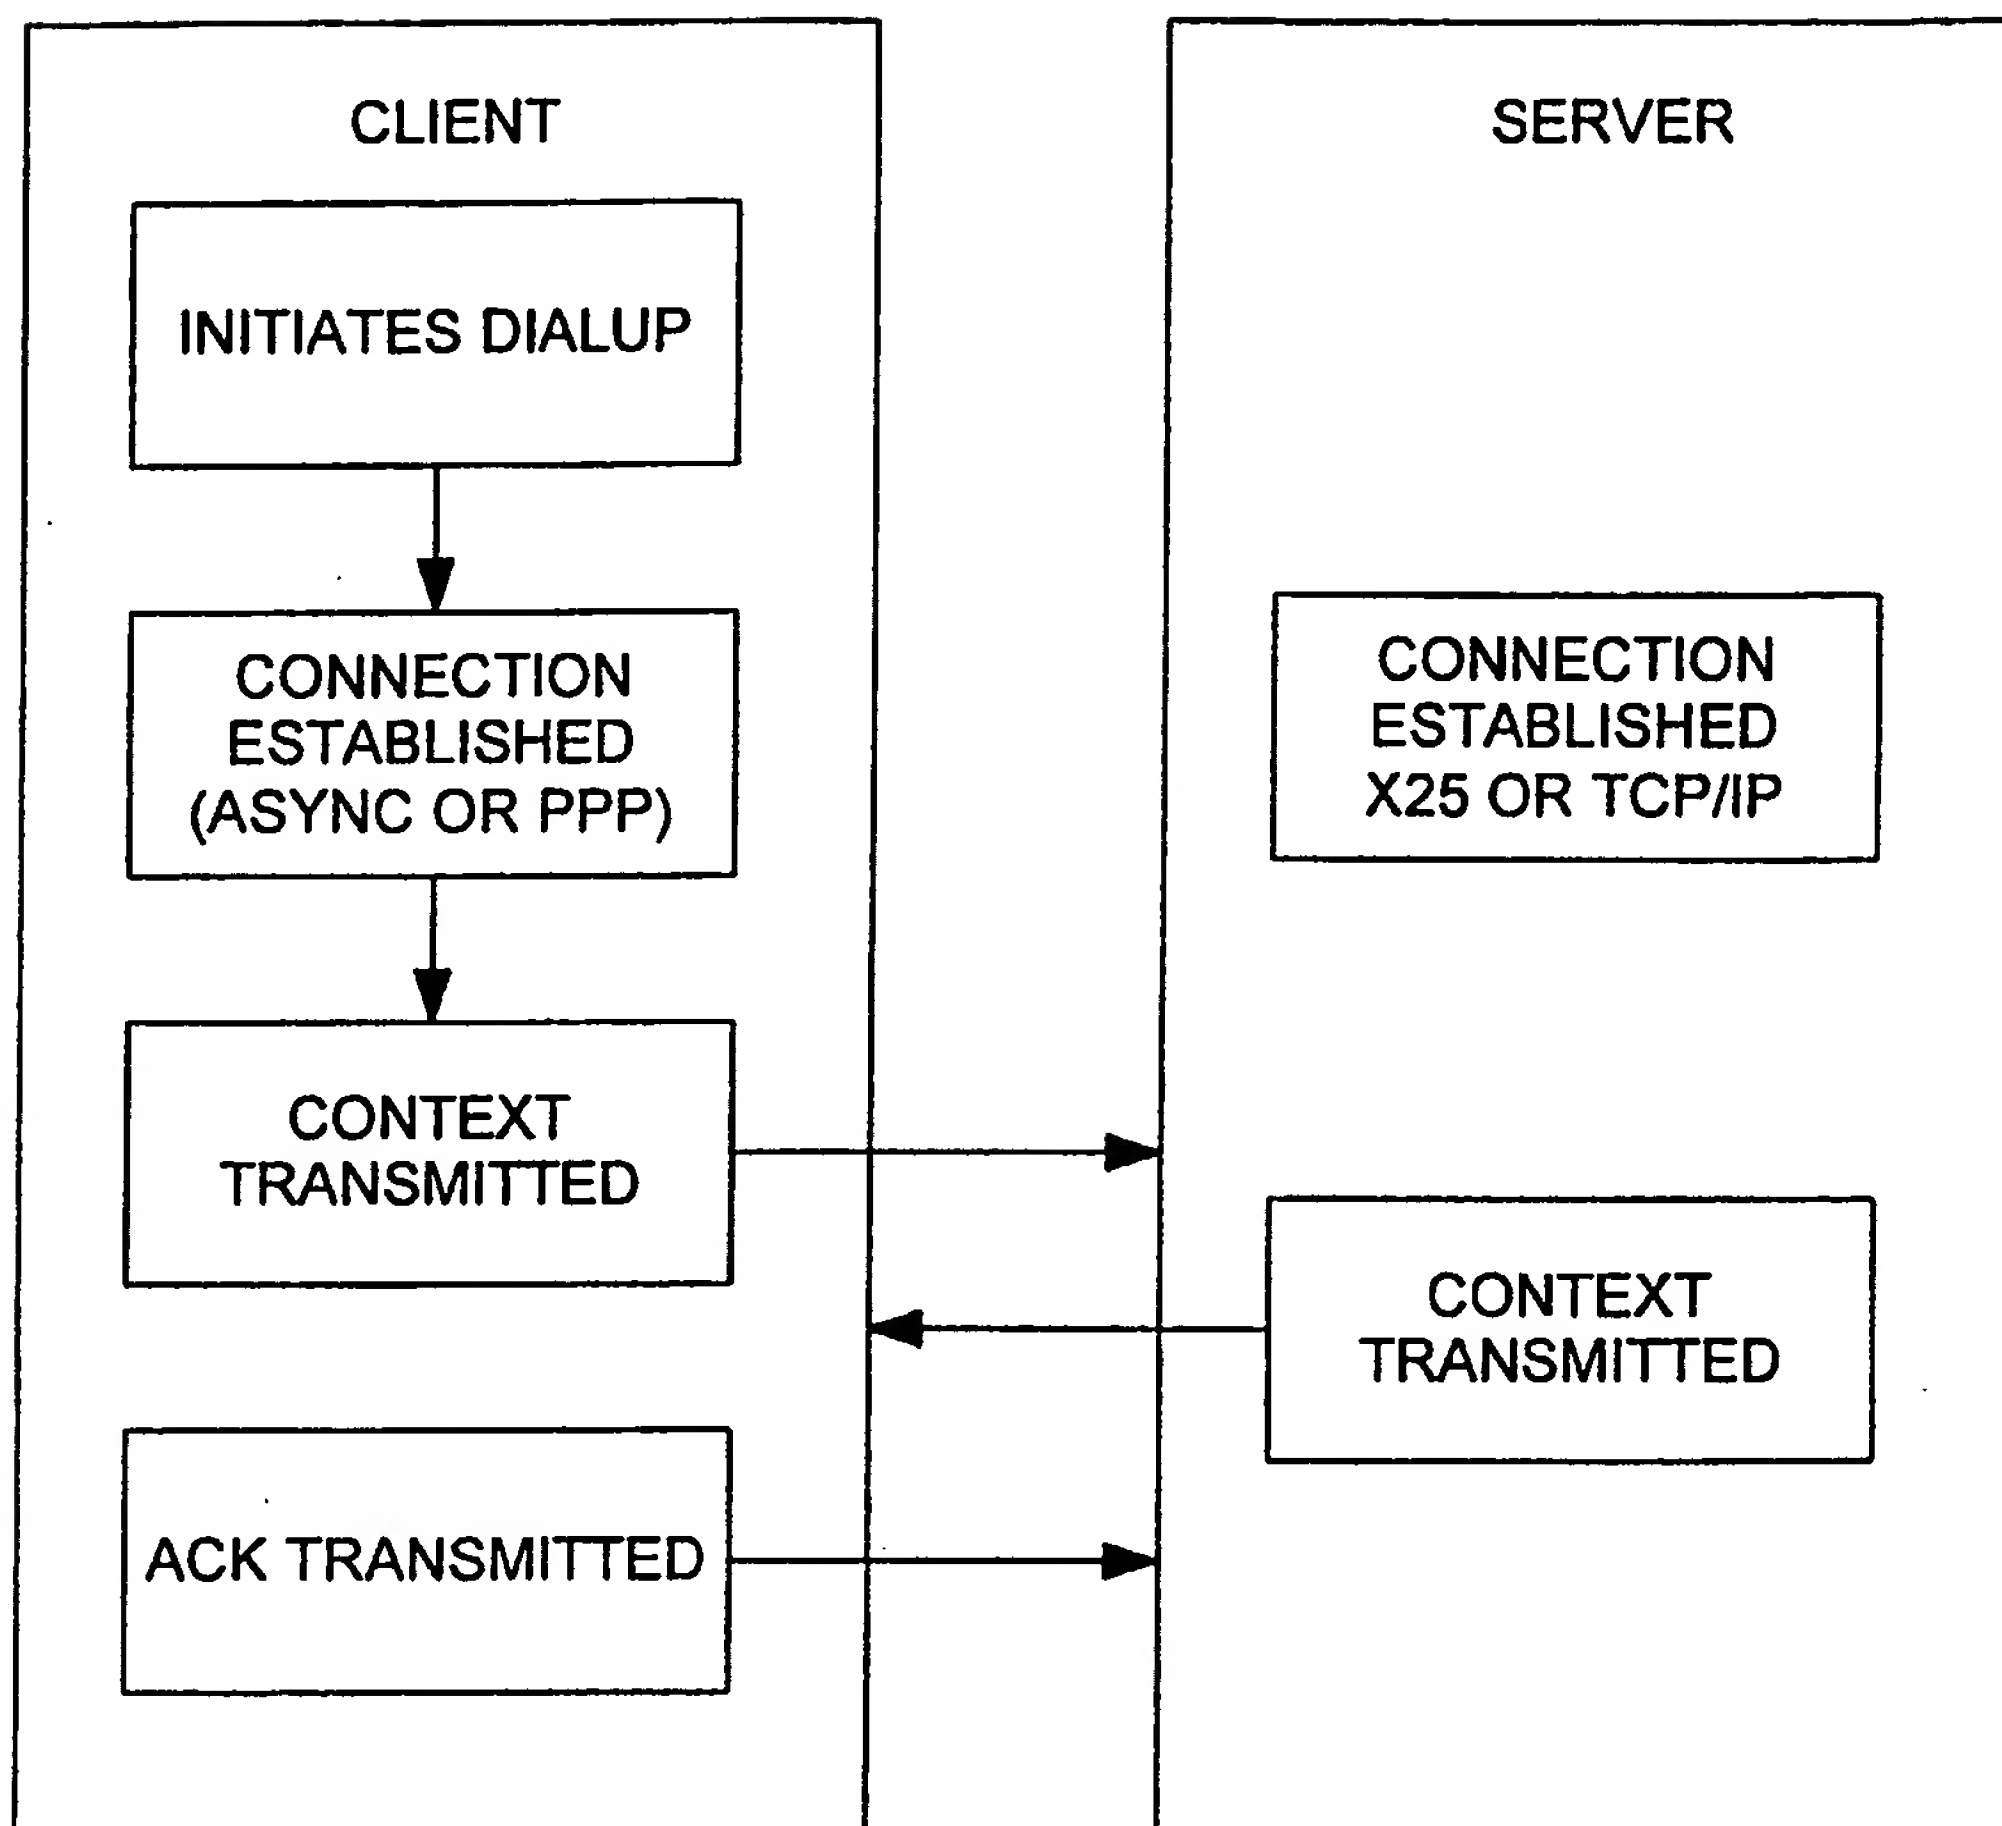 CLIENT
INITIATES DIALUP
CONNECTION
ESTABLISHED
(ASYNC OR PPP)
CONTEXT
TRANSMITTED
ACK TRANSMITTED
SERVER
CONNECTION
ESTABLISHED
X25 OR TCP/IP
CONTEXT
TRANSMITTED